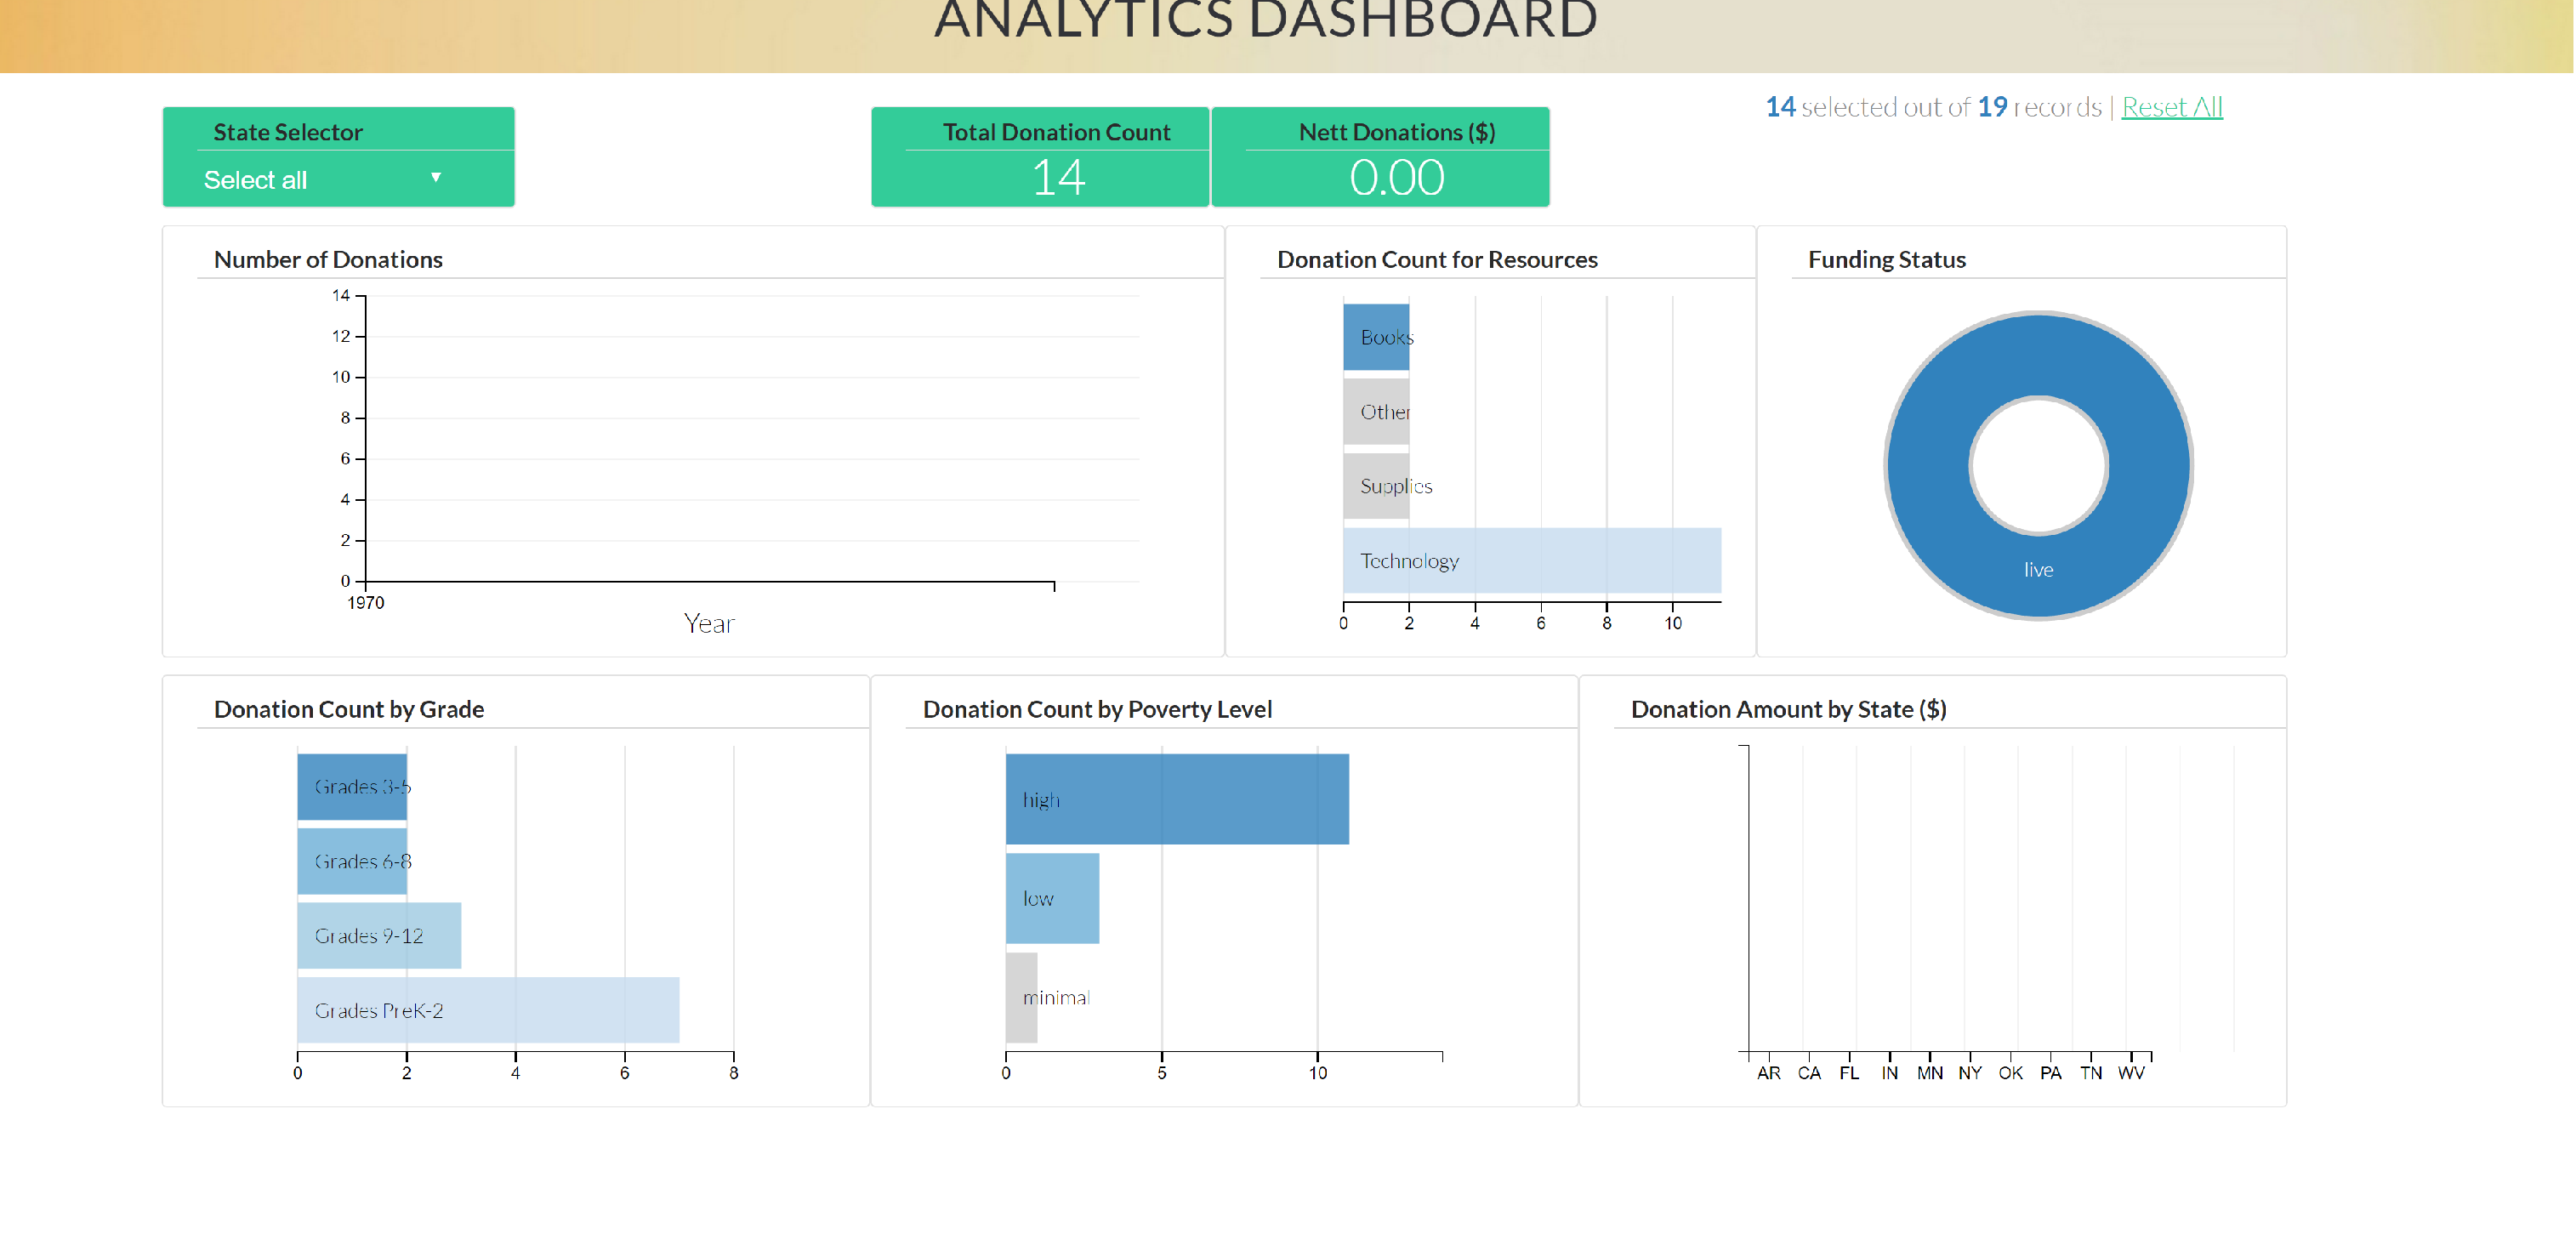 ANALYTICS DASHBOARD
14 selected out of 19 records | Reset All
State Selector
Select all
Total Donation Count
14
Nett Donations ($)
0.00
Number of Donations
14
12
10
8
6
4
2
0
1970
Year
Donation Count for Resources
Books
Other
Supplies
Technology
0 2 4 6 8 10
Funding Status
live
Donation Count by Grade
Grades 3-5
Grades 6-8
Grades 9-12
Grades PreK-2
0 2 4 6 8
Donation Count by Poverty Level
high
low
minimal
0 5 10
Donation Amount by State ($)
AR CA FL IN MN NY OK PA TN WV